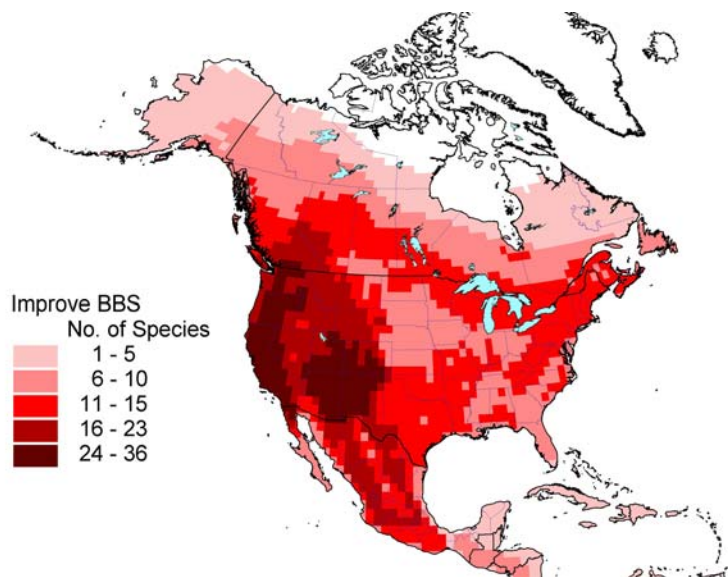 Improve BBS
No. of Species
1 - 5
6 - 10
11 - 15
16 - 23
24 - 36